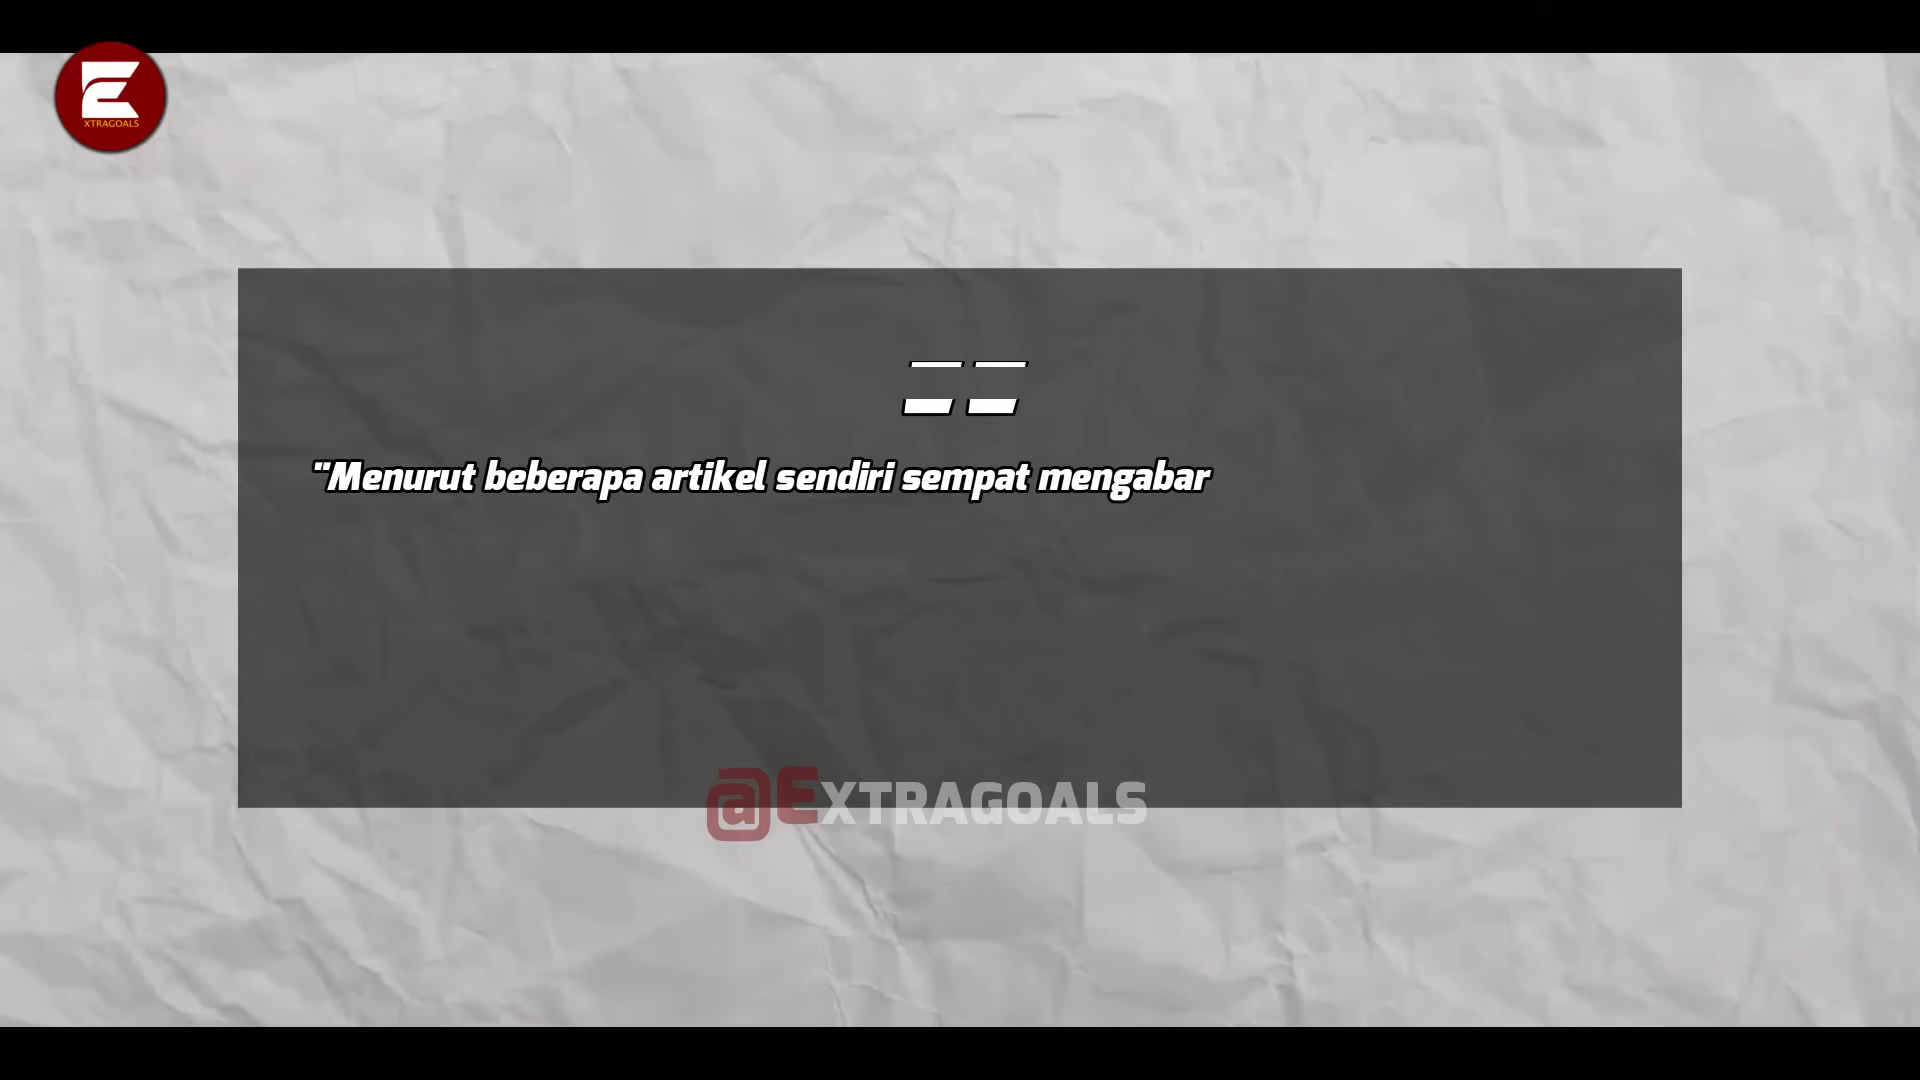 E
XTRAGOALS
"Menurut beberapa artikel sendiri sempat mengabar
@EXTRAGOALS